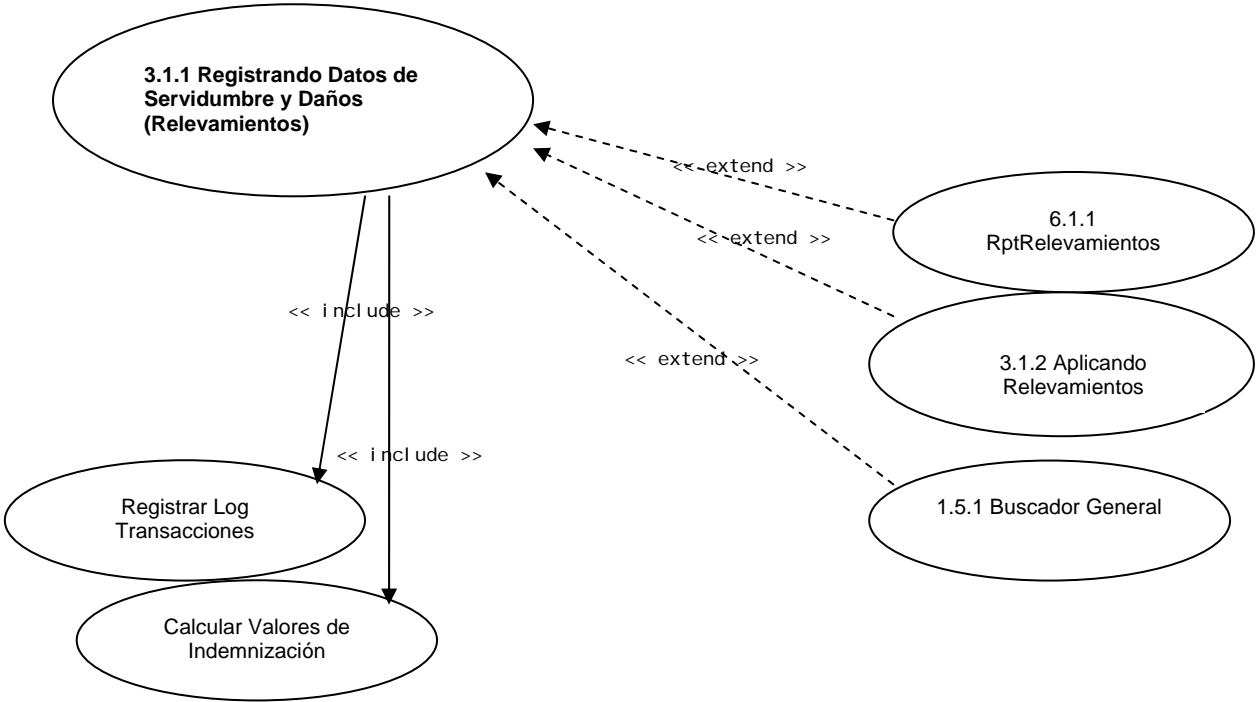 3.1.1 Registrando Datos de
Servidumbre y Daños
(Relevamientos)
<< extend >>
6.1.1
RptRelevamientos
<< extend >>
<< include >>
<< extend >>
3.1.2 Aplicando
Relevamientos
<< include >>
Registrar Log
Transacciones
1.5.1 Buscador General
Calcular Valores de
Indemnización